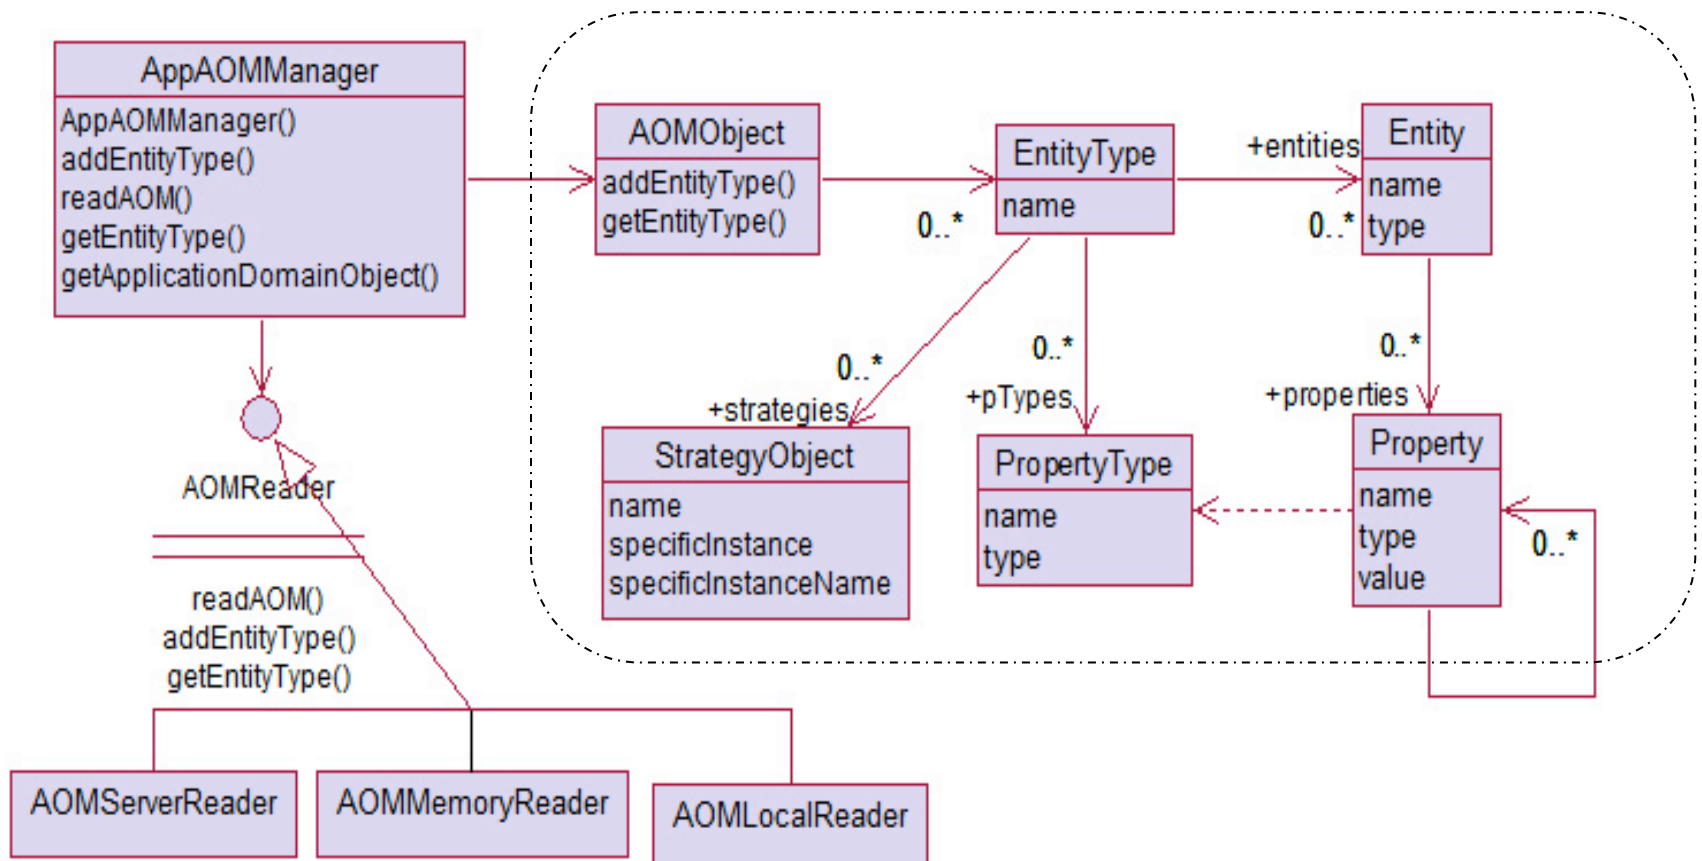 AppAOMManager
AppAOMManager()
addEntityType()
readAOM()
getEntityType()
getApplicationDomainObject()
AOMObject
addEntityType()
getEntityType()
0..*
EntityType
name
+entities
0..*
Entity
name
type
0..*
+strategies
0..*
+pTypes
0..*
+properties
StrategyObject
name
specificInstance
specificInstanceName
PropertyType
name
type
Property
name
type
value
0..*
AOMReader
readAOM()
addEntityType()
getEntityType()
AOMServerReader
AOMMemoryReader
AOMLocalReader